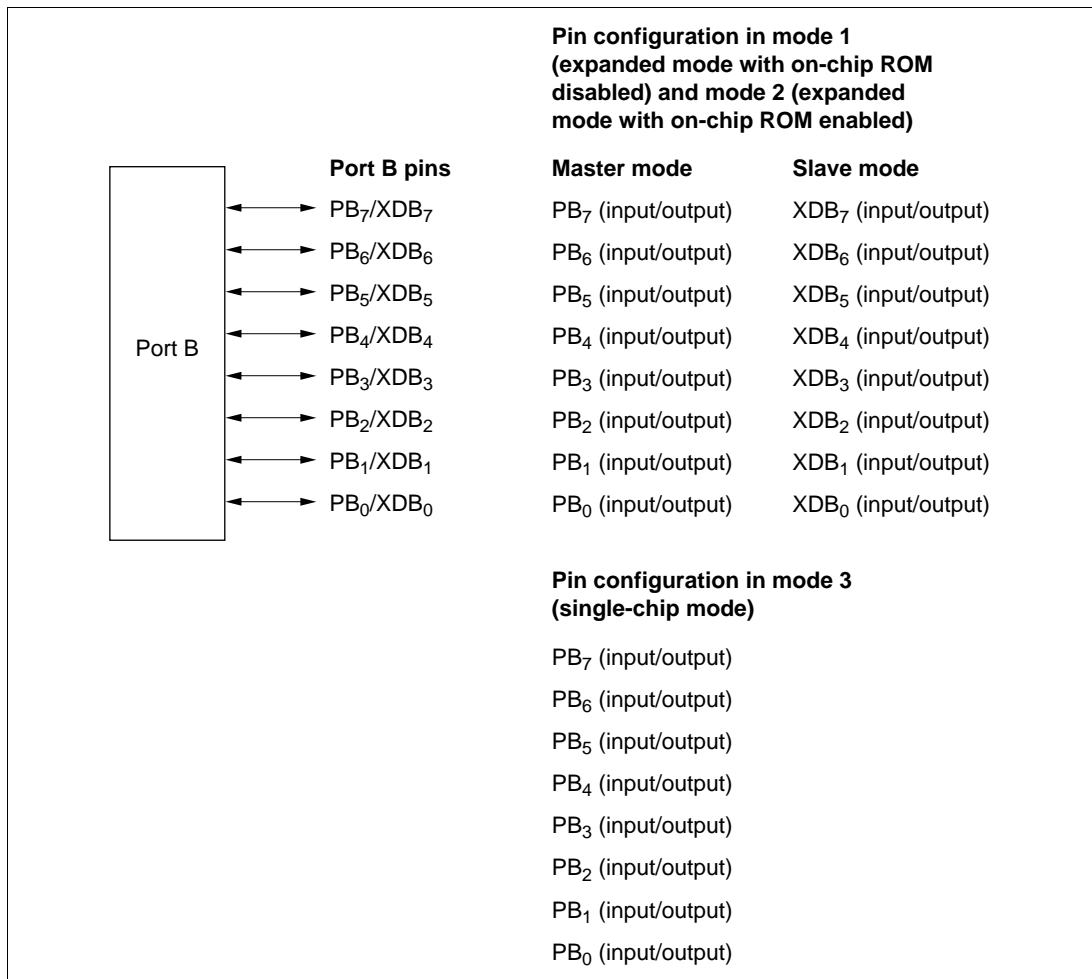 Pin configuration in mode 1
(expanded mode with on-chip ROM
disabled) and mode 2 (expanded
mode with on-chip ROM enabled)
Port B pins Master mode Slave mode
PB7/XDB7 PB7 (input/output) XDB7 (input/output)
PB6/XDB6 PB6 (input/output) XDB6 (input/output)
PB5/XDB5 PB5 (input/output) XDB5 (input/output)
PB4/XDB4 PB4 (input/output) XDB4 (input/output)
Port B
PB3/XDB3 PB3 (input/output) XDB3 (input/output)
PB2/XDB2 PB2 (input/output) XDB2 (input/output)
PB1/XDB1 PB1 (input/output) XDB1 (input/output)
PB0/XDB0 PB0 (input/output) XDB0 (input/output)
Pin configuration in mode 3
(single-chip mode)
PB7 (input/output)
PB6 (input/output)
PB5 (input/output)
PB4 (input/output)
PB3 (input/output)
PB2 (input/output)
PB1 (input/output)
PB0 (input/output)